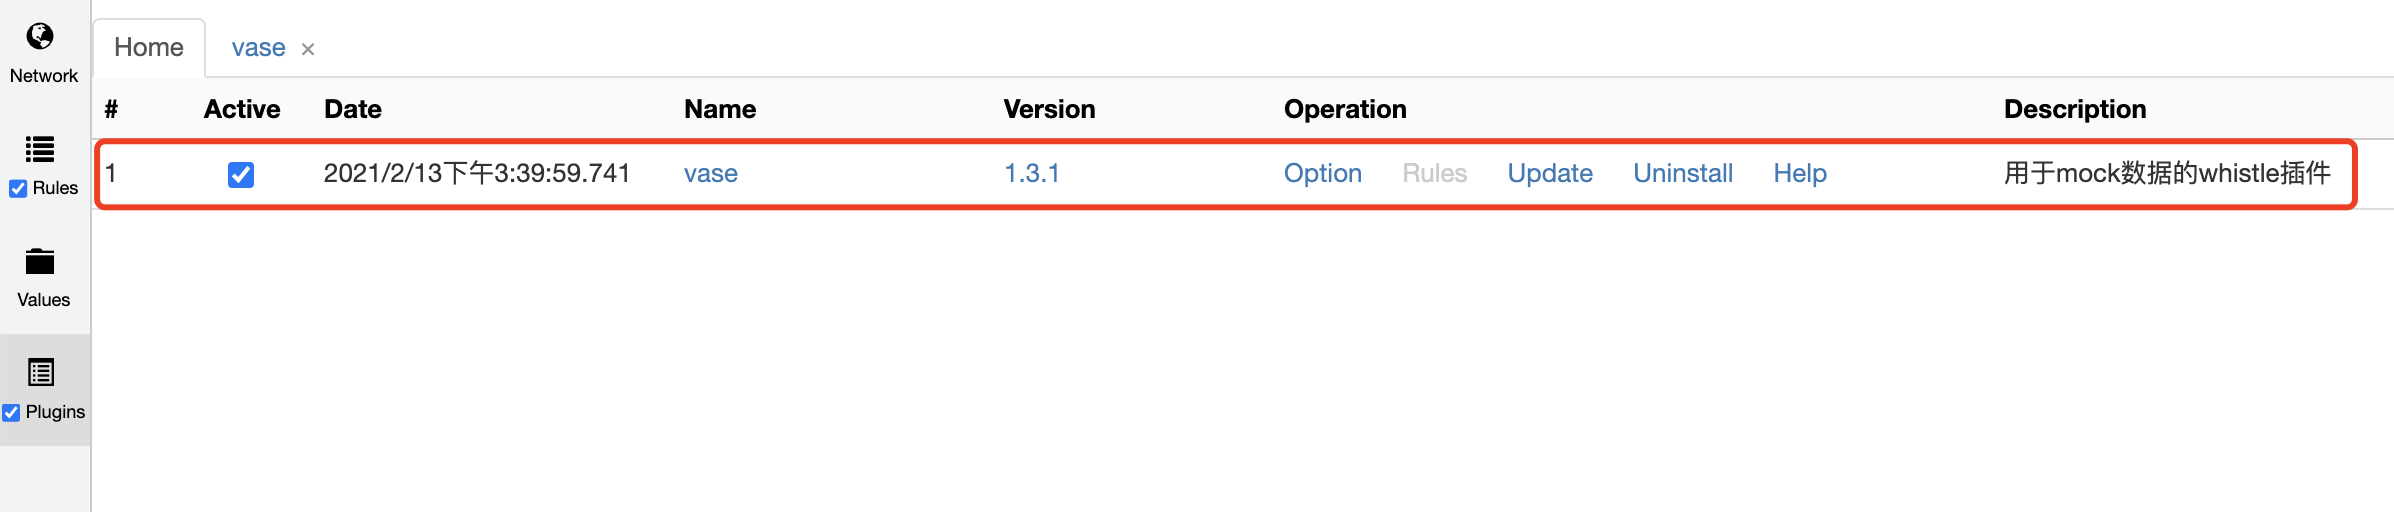 Home vase ×
Network
# Active Date Name Version Operation Description
1 2021/2/13下午3:39:59.741 vase 1.3.1 Option Rules Update Uninstall Help 用于mock数据的whistle插件
Rules
Values
Plugins